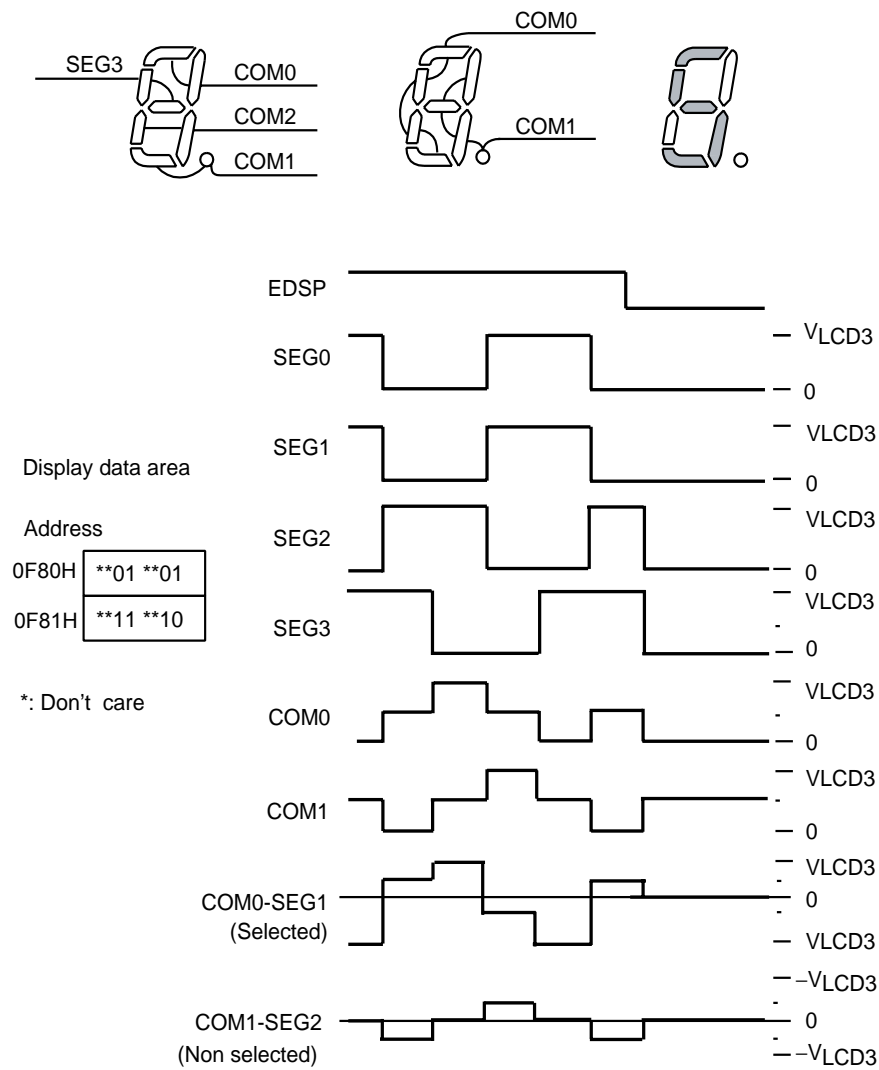 COM0
SEG3
COM0
COM2
COM1
COM1
EDSP
VLCD3
SEG0
0
VLCD3
SEG1
0
Display data area
VLCD3
Address
SEG2
0F80H **01 **01
0
VLCD3
0F81H **11 **10
SEG3
0
VLCD3
*: Don't care
COM0
0
VLCD3
COM1
0
VLCD3
COM0-SEG1
0
(Selected)
VLCD3
–VLCD3
COM1-SEG2
0
(Non selected)
–VLCD3